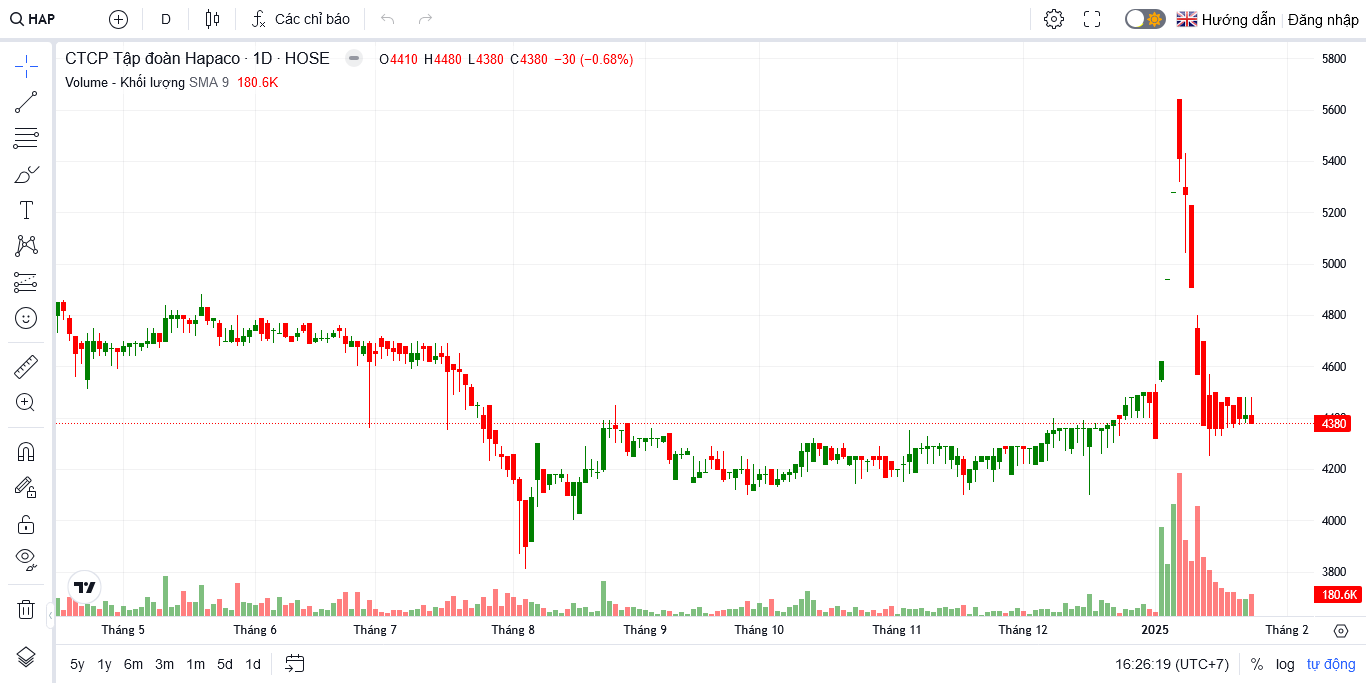 HAP D Các chỉ báo Hướng dẫn Đăng nhập
CTCP Tập đoàn Hapaco · 1D · HOSE O4410 H4480 L4380 C4380 −30 (−0.68%)
Volume - Khối lượng SMA 9 180.6K
5800
5600
5400
5200
5000
4800
4600
4400
4380
4200
4000
3800
180.6K
Tháng 5 Tháng 6 Tháng 7 Tháng 8 Tháng 9 Tháng 10 Tháng 11 Tháng 12 2025 Tháng 2
5y 1y 6m 3m 1m 5d 1d 16:26:19 (UTC+7) % log tự động